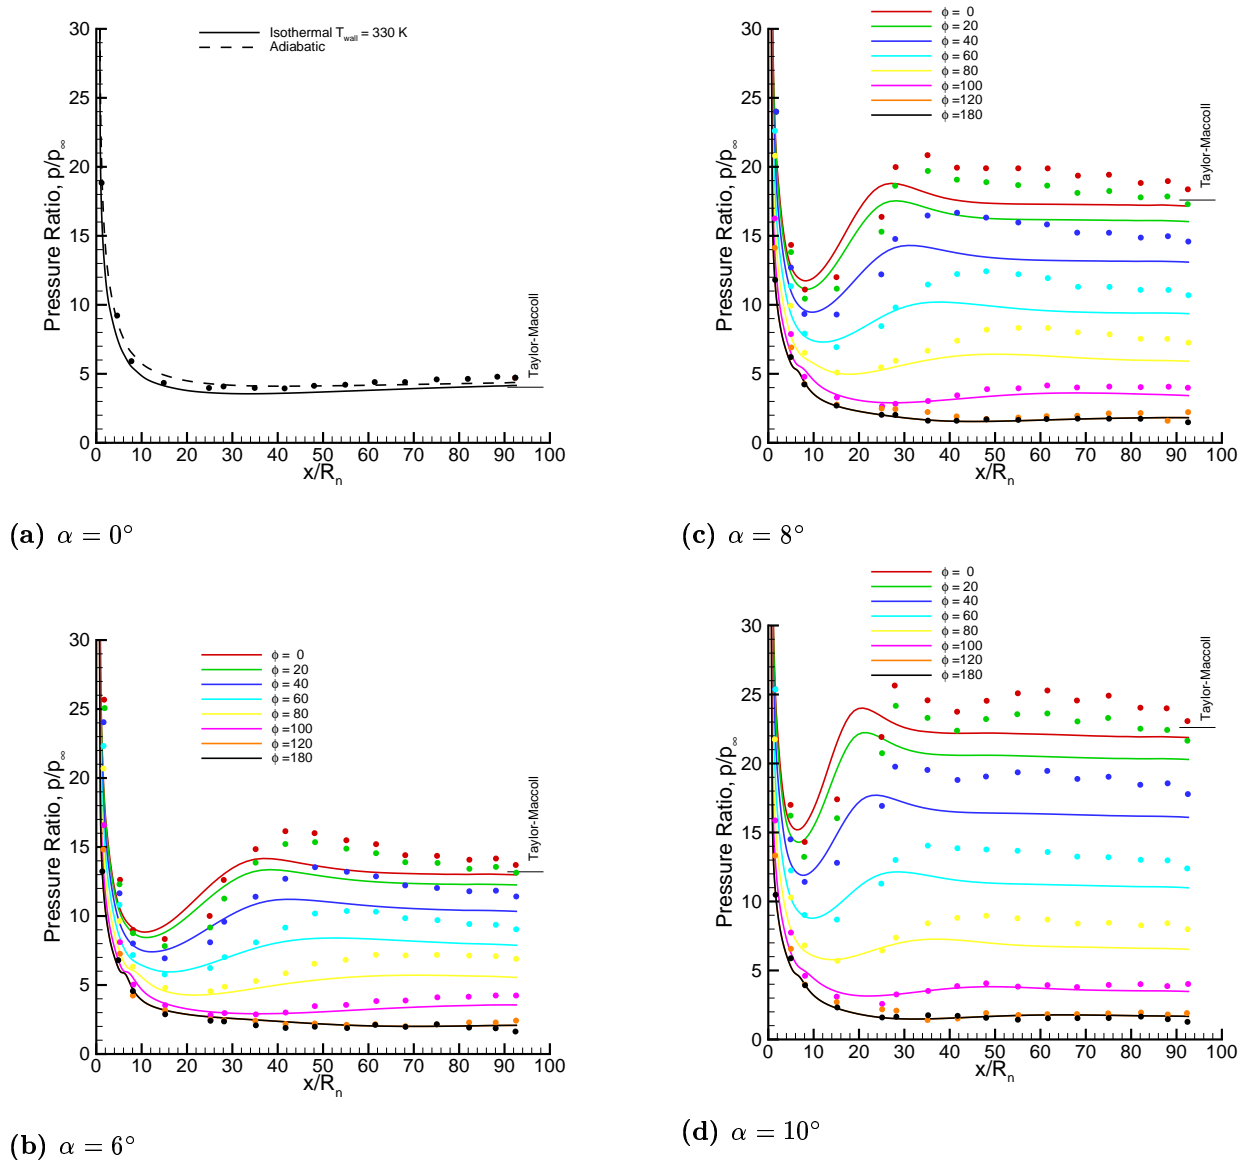 Isothermal T wall = 330 K
Adiabatic
30
25
20
15
10
5
0
Pressure Ratio, p/p∞
Taylor-Maccoll
0 10 20 30 40 50 60 70 80 90 100
x/Rn
(a) α = 0°
ϕ = 0
ϕ = 20
ϕ = 40
ϕ = 60
ϕ = 80
ϕ =100
ϕ =120
ϕ =180
30
25
20
15
10
5
0
Pressure Ratio, p/p∞
Taylor-Maccoll
0 10 20 30 40 50 60 70 80 90 100
x/Rn
(c) α = 8°
ϕ = 0
ϕ = 20
ϕ = 40
ϕ = 60
ϕ = 80
ϕ =100
ϕ =120
ϕ =180
30
25
20
15
10
5
0
Pressure Ratio, p/p∞
Taylor-Maccoll
0 10 20 30 40 50 60 70 80 90 100
x/Rn
(b) α = 6°
ϕ = 0
ϕ = 20
ϕ = 40
ϕ = 60
ϕ = 80
ϕ =100
ϕ =120
ϕ =180
30
25
20
15
10
5
0
Pressure Ratio, p/p∞
Taylor-Maccoll
0 10 20 30 40 50 60 70 80 90 100
x/Rn
(d) α = 10°